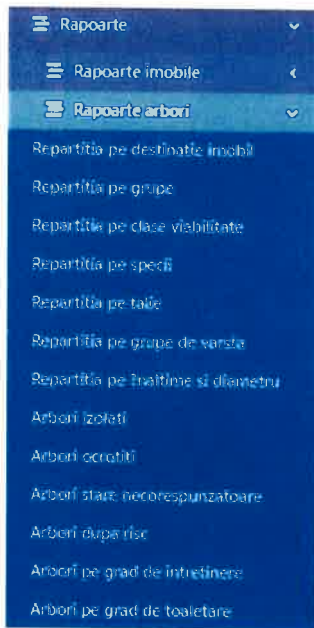 Rapoarte
Rapoarte imobile
Rapoarte arbori
Repartitia pe destinatie imobil
Repartitia pe grupe
Repartitia pe clase viabilitate
Repartitia pe specii
Repartitia pe talie
Repartitia pe grupe de varsta
Repartitia pe înaltime si diametru
Arbori izolati
Arbori ocrotiti
Arbori stare necorespunzatoare
Arbori dupa risc
Arbori pe grad de intretinere
Arbori pe grad de toaletare